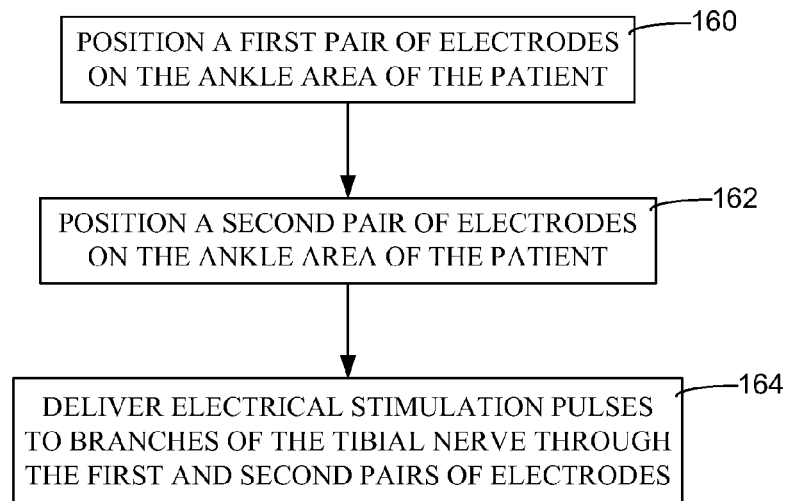 160
POSITION A FIRST PAIR OF ELECTRODES
ON THE ANKLE AREA OF THE PATIENT
162
POSITION A SECOND PAIR OF ELECTRODES
ON THE ANKLE AREA OF THE PATIENT
164
DELIVER ELECTRICAL STIMULATION PULSES
TO BRANCHES OF THE TIBIAL NERVE THROUGH
THE FIRST AND SECOND PAIRS OF ELECTRODES